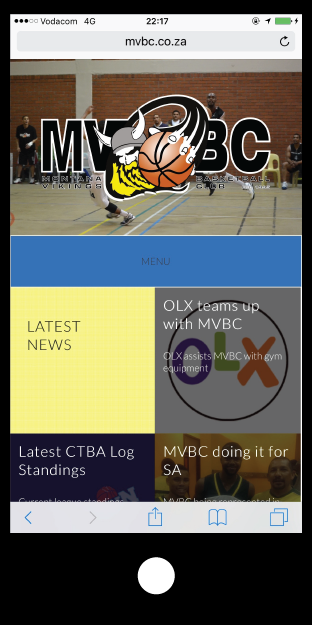 Vodacom 4G 22:17
mvbc.co.za
MVBC
MONTANA BASKETBALL
VIKINGS CLUB
MENU
LATEST
NEWS
OLX teams up
with MVBC
OLX assists MVBC with gym
equipment
OLX
Latest CTBA Log
Standings
Current league standings
MVBC doing it for
SA
MVBC being represented in